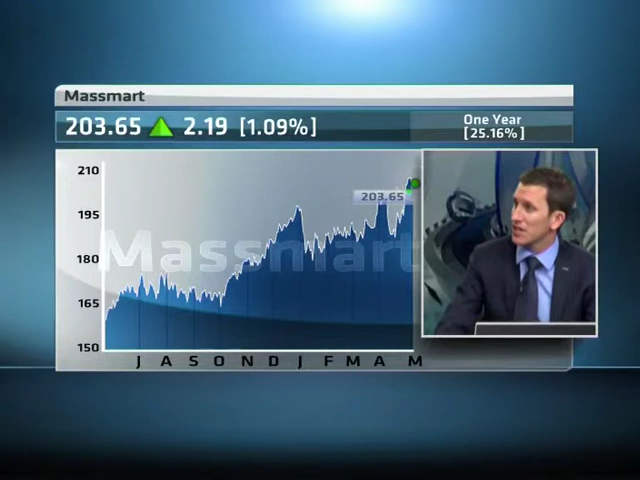 Massmart
203.65 2.19 [1.09%]
One Year
[25.16%]
210
195
180
165
150
203.65
Massmart
J A S O N D J F M A M